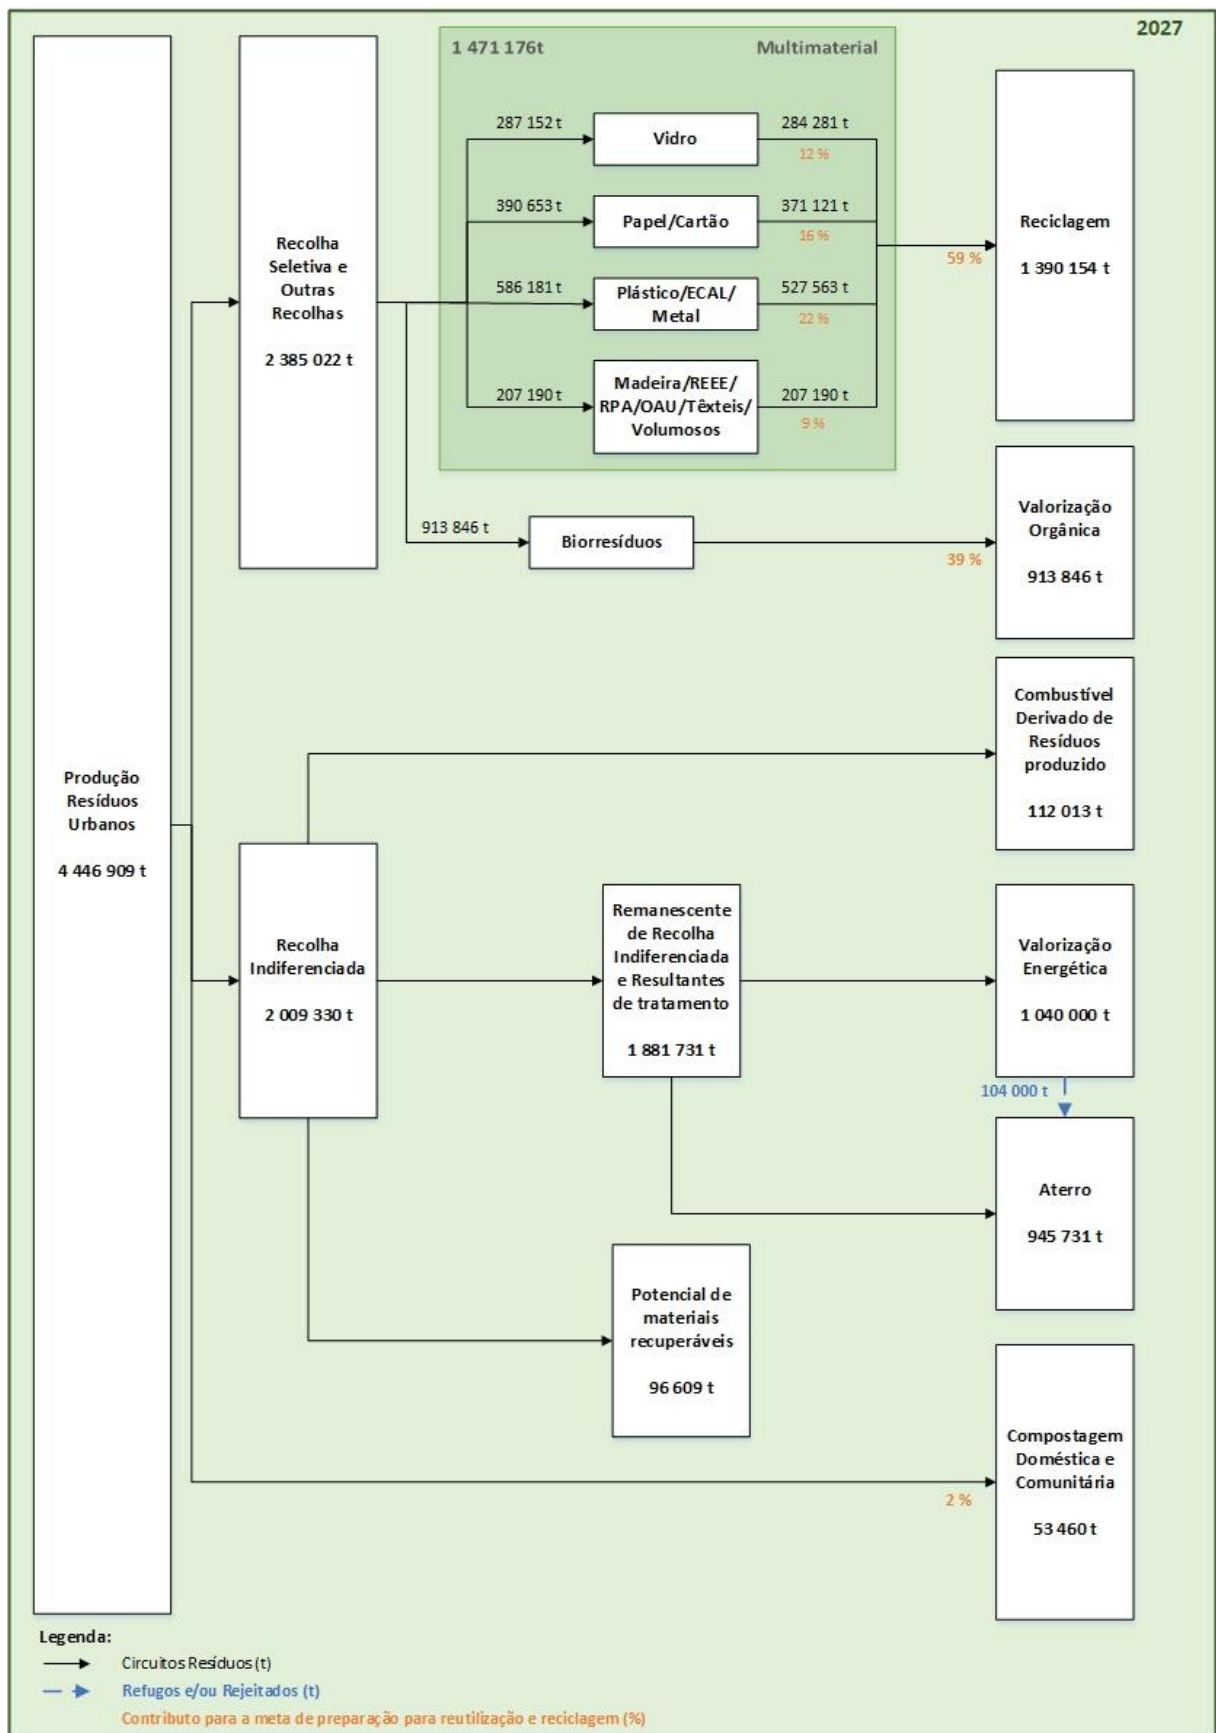 2027
1 471 176t
Multimaterial
287 152 t
Vidro
284 281 t
12 %
390 653 t
Papel/Cartão
371 121 t
16 %
586 181 t
Plástico/ECAL/
Metal
527 563 t
22 %
207 190 t
Madeira/REEE/
RPA/OAU/Têxteis/
Volumosos
207 190 t
9 %
Recolha
Seletiva e
Outras
Recolhas
2 385 022 t
59 %
Reciclagem
1 390 154 t
913 846 t
Biorresíduos
39 %
Valorização
Orgânica
913 846 t
Combustível
Derivado de
Resíduos
produzido
112 013 t
Produção
Resíduos
Urbanos
4 446 909 t
Recolha
Indiferenciada
2 009 330 t
Remanescente
de Recolha
Indiferenciada
e Resultantes
de tratamento
1 881 731 t
Valorização
Energética
1 040 000 t
104 000 t
Aterro
945 731 t
Potencial de
materiais
recuperáveis
96 609 t
2 %
Compostagem
Doméstica e
Comunitária
53 460 t
Legenda:
Circuitos Resíduos (t)
Refugos e/ou Rejeitados (t)
Contributo para a meta de preparação para reutilização e reciclagem (%)